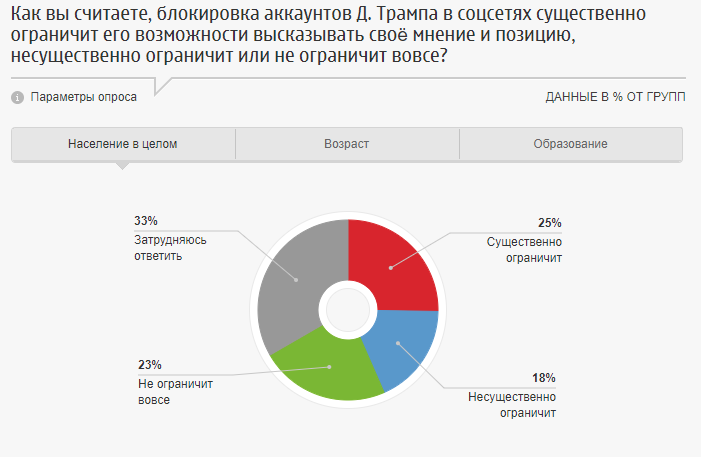 Как вы считаете, блокировка аккаунтов Д. Трампа в соцсетях существенно
ограничит его возможности высказывать своё мнение и позицию,
несущественно ограничит или не ограничит вовсе?
i Параметры опроса
ДАННЫЕ В % ОТ ГРУПП
Население в целом
Возраст
Образование
33%
Затрудняюсь
ответить
25%
Существенно
ограничит
23%
Не ограничит
вовсе
18%
Несущественно
ограничит